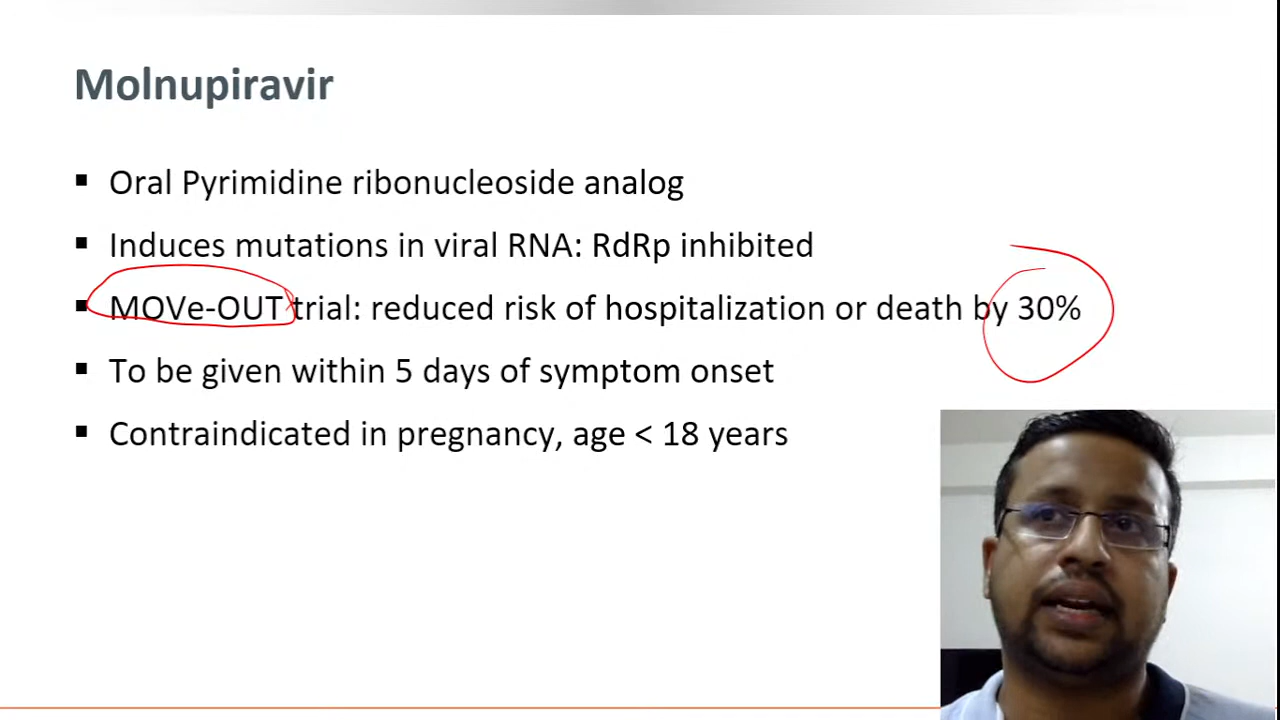 Molnupiravir
▪ Oral Pyrimidine ribonucleoside analog
▪ Induces mutations in viral RNA: RdRp inhibited
▪ MOVe-OUT trial: reduced risk of hospitalization or death by 30%
▪ To be given within 5 days of symptom onset
▪ Contraindicated in pregnancy, age < 18 years